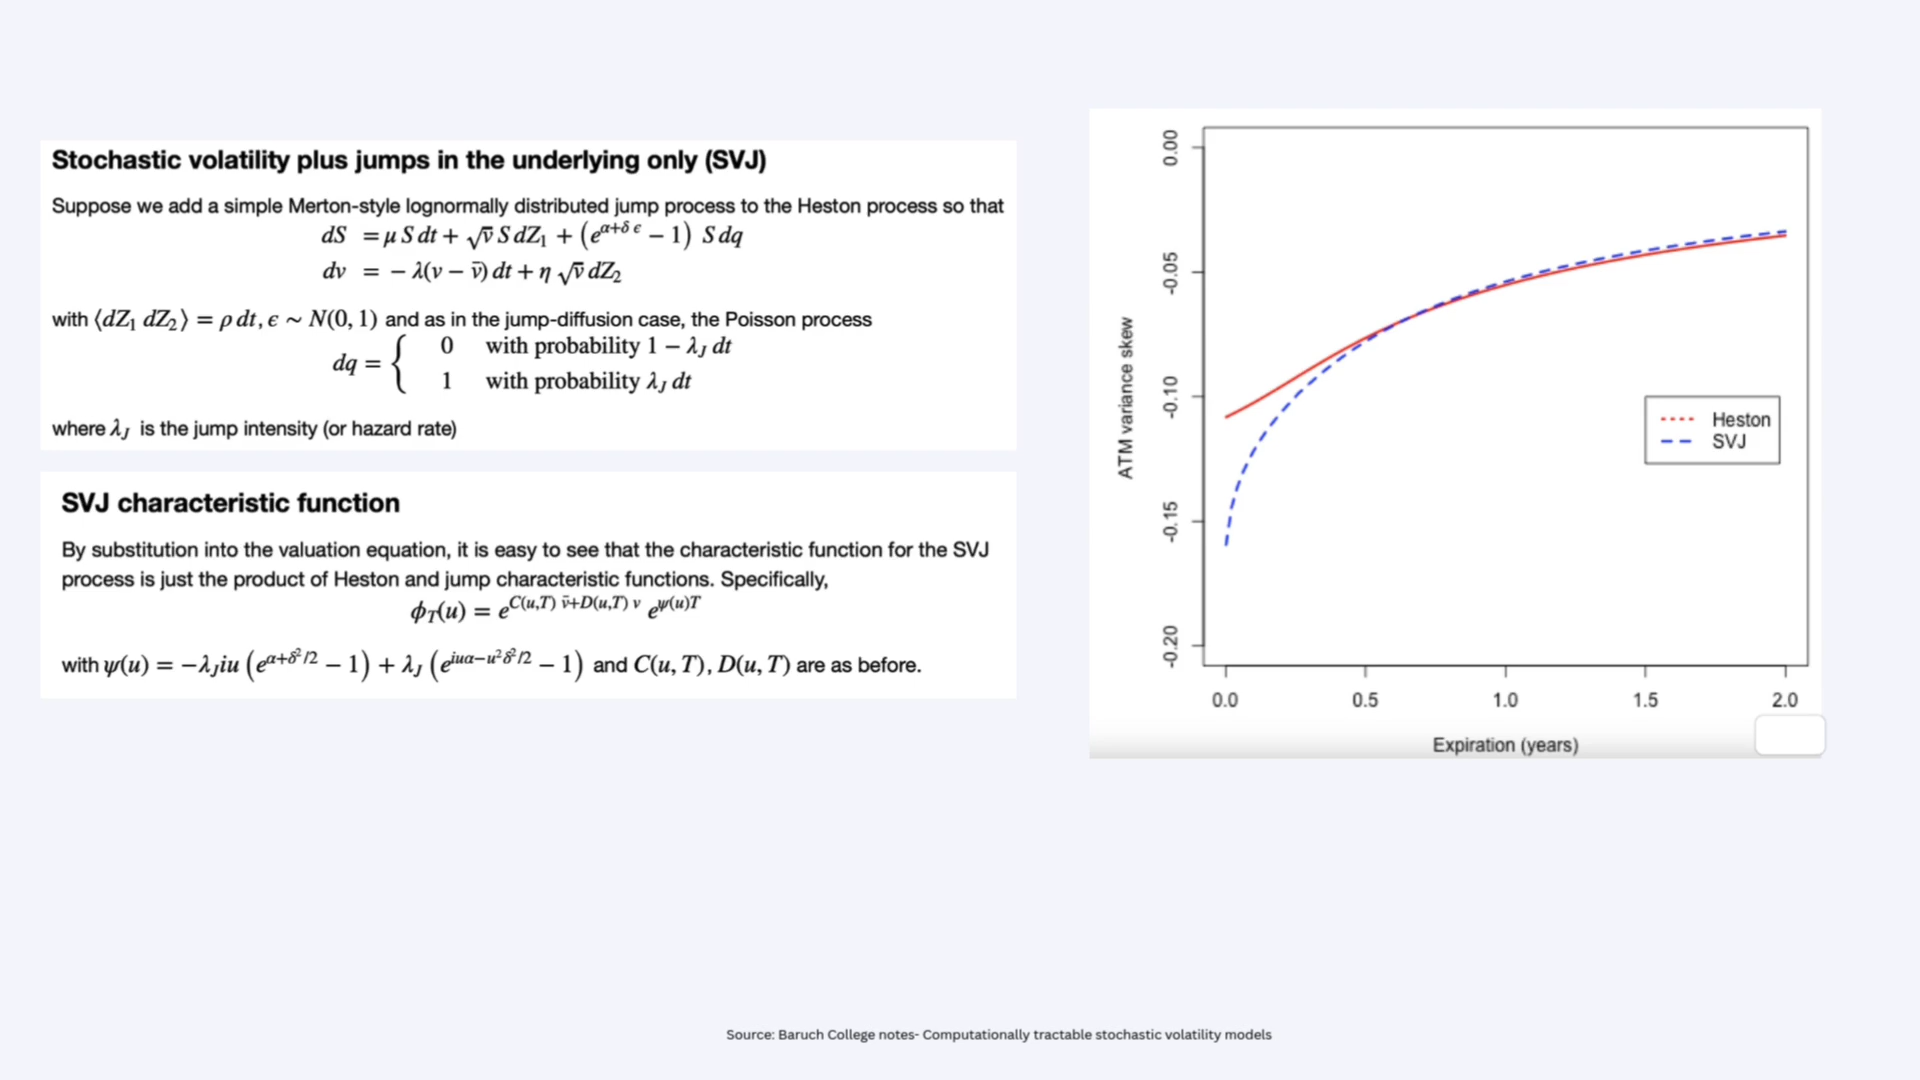 Stochastic volatility plus jumps in the underlying only (SVJ)
Suppose we add a simple Merton-style lognormally distributed jump process to the Heston process so that
dS = μ S dt + √v S dZ₁ + (e^{α+δ ϵ} − 1) S dq
dv = − λ(v − v̄) dt + η √v dZ₂
with ⟨dZ₁ dZ₂⟩ = ρ dt, ϵ ~ N(0, 1) and as in the jump-diffusion case, the Poisson process
dq = { 0 with probability 1 − λ_J dt
1 with probability λ_J dt
where λ_J is the jump intensity (or hazard rate)
SVJ characteristic function
By substitution into the valuation equation, it is easy to see that the characteristic function for the SVJ
process is just the product of Heston and jump characteristic functions. Specifically,
ϕ_T(u) = e^{C(u,T) v̄+D(u,T) v} e^{ψ(u)T}
with ψ(u) = −λ_J iu (e^{α+δ²/2} − 1) + λ_J (e^{iuα−u²δ²/2} − 1) and C(u, T), D(u, T) are as before.
ATM variance skew
0.00
-0.05
-0.10
-0.15
-0.20
Heston
SVJ
0.0 0.5 1.0 1.5 2.0
Expiration (years)
Source: Baruch College notes- Computationally tractable stochastic volatility models